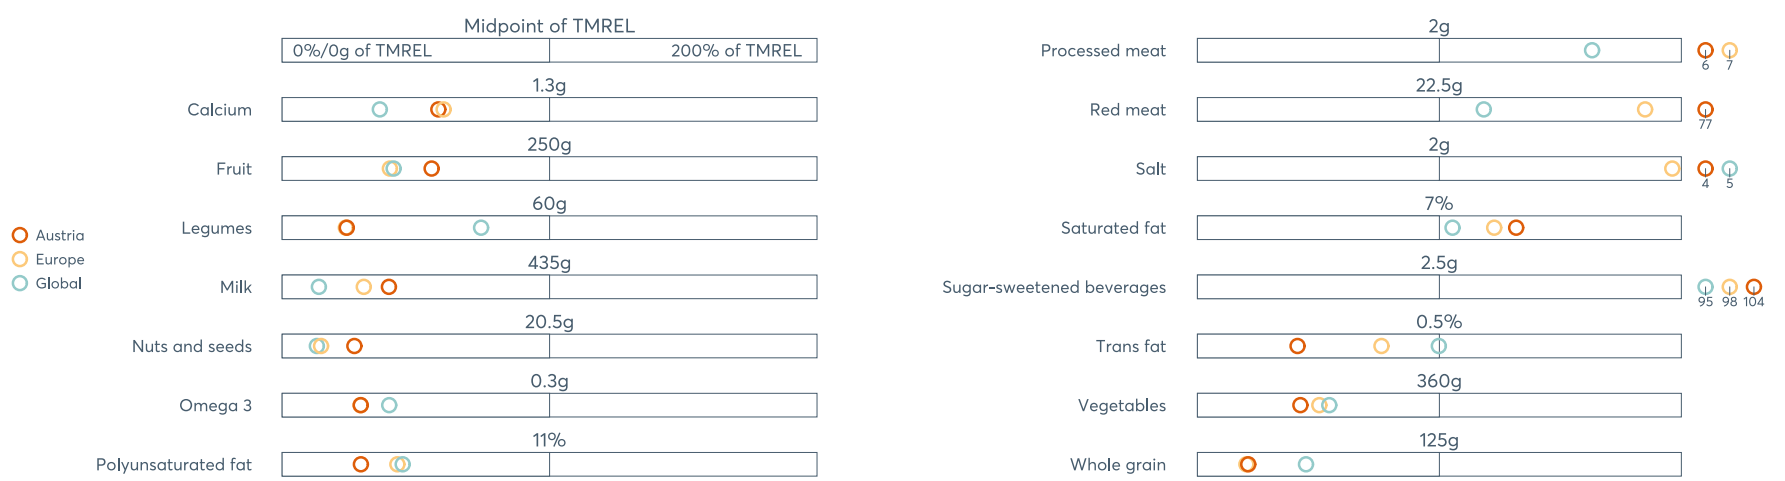 Midpoint of TMREL
0%/0g of TMREL 200% of TMREL
1.3g
Calcium
250g
Fruit
60g
Legumes
435g
Milk
20.5g
Nuts and seeds
0.3g
Omega 3
11%
Polyunsaturated fat
Austria
Europe
Global
2g
Processed meat
6 7
22.5g
Red meat
77
2g
Salt
4 5
7%
Saturated fat
2.5g
Sugar-sweetened beverages
95 98 104
0.5%
Trans fat
360g
Vegetables
125g
Whole grain